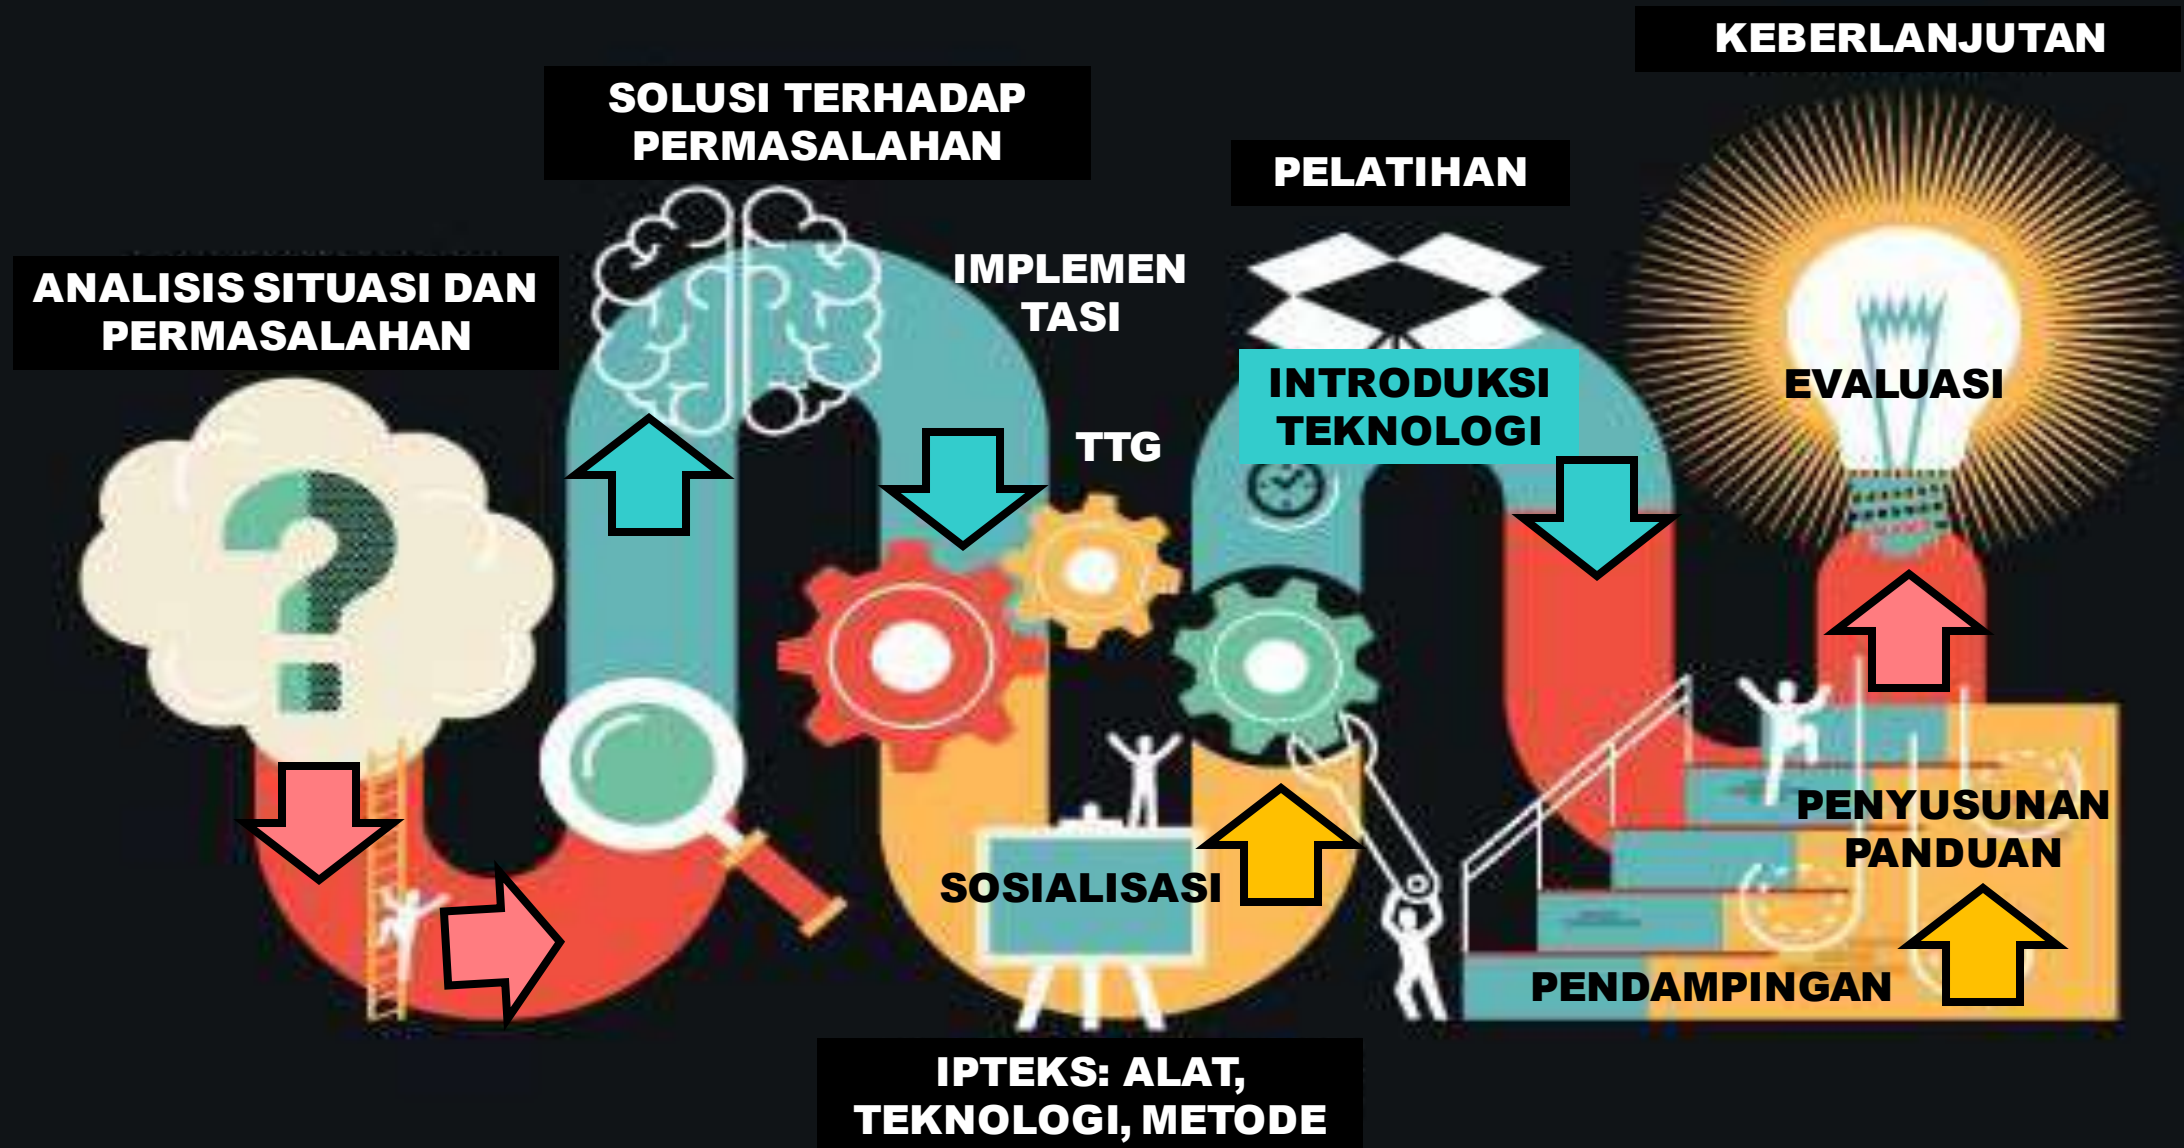 ANALISIS SITUASI DAN
PERMASALAHAN
SOLUSI TERHADAP
PERMASALAHAN
IMPLEMEN
TASI
TTG
SOSIALISASI
IPTEKS: ALAT,
TEKNOLOGI, METODE
PELATIHAN
INTRODUKSI
TEKNOLOGI
PENDAMPINGAN
PENYUSUNAN
PANDUAN
EVALUASI
KEBERLANJUTAN